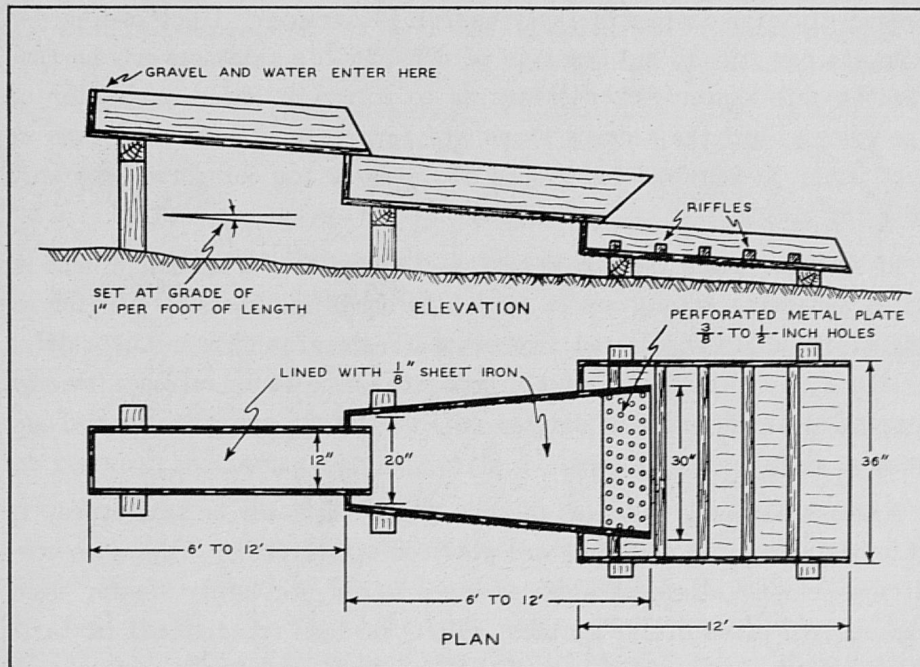 GRAVEL AND WATER ENTER HERE
RIFFLES
SET AT GRADE OF
1" PER FOOT OF LENGTH
ELEVATION
PERFORATED METAL PLATE
3/8 - TO 1/2 - INCH HOLES
LINED WITH 1/8" SHEET IRON
12"
20"
30"
36"
6' TO 12'
6' TO 12'
12'
PLAN